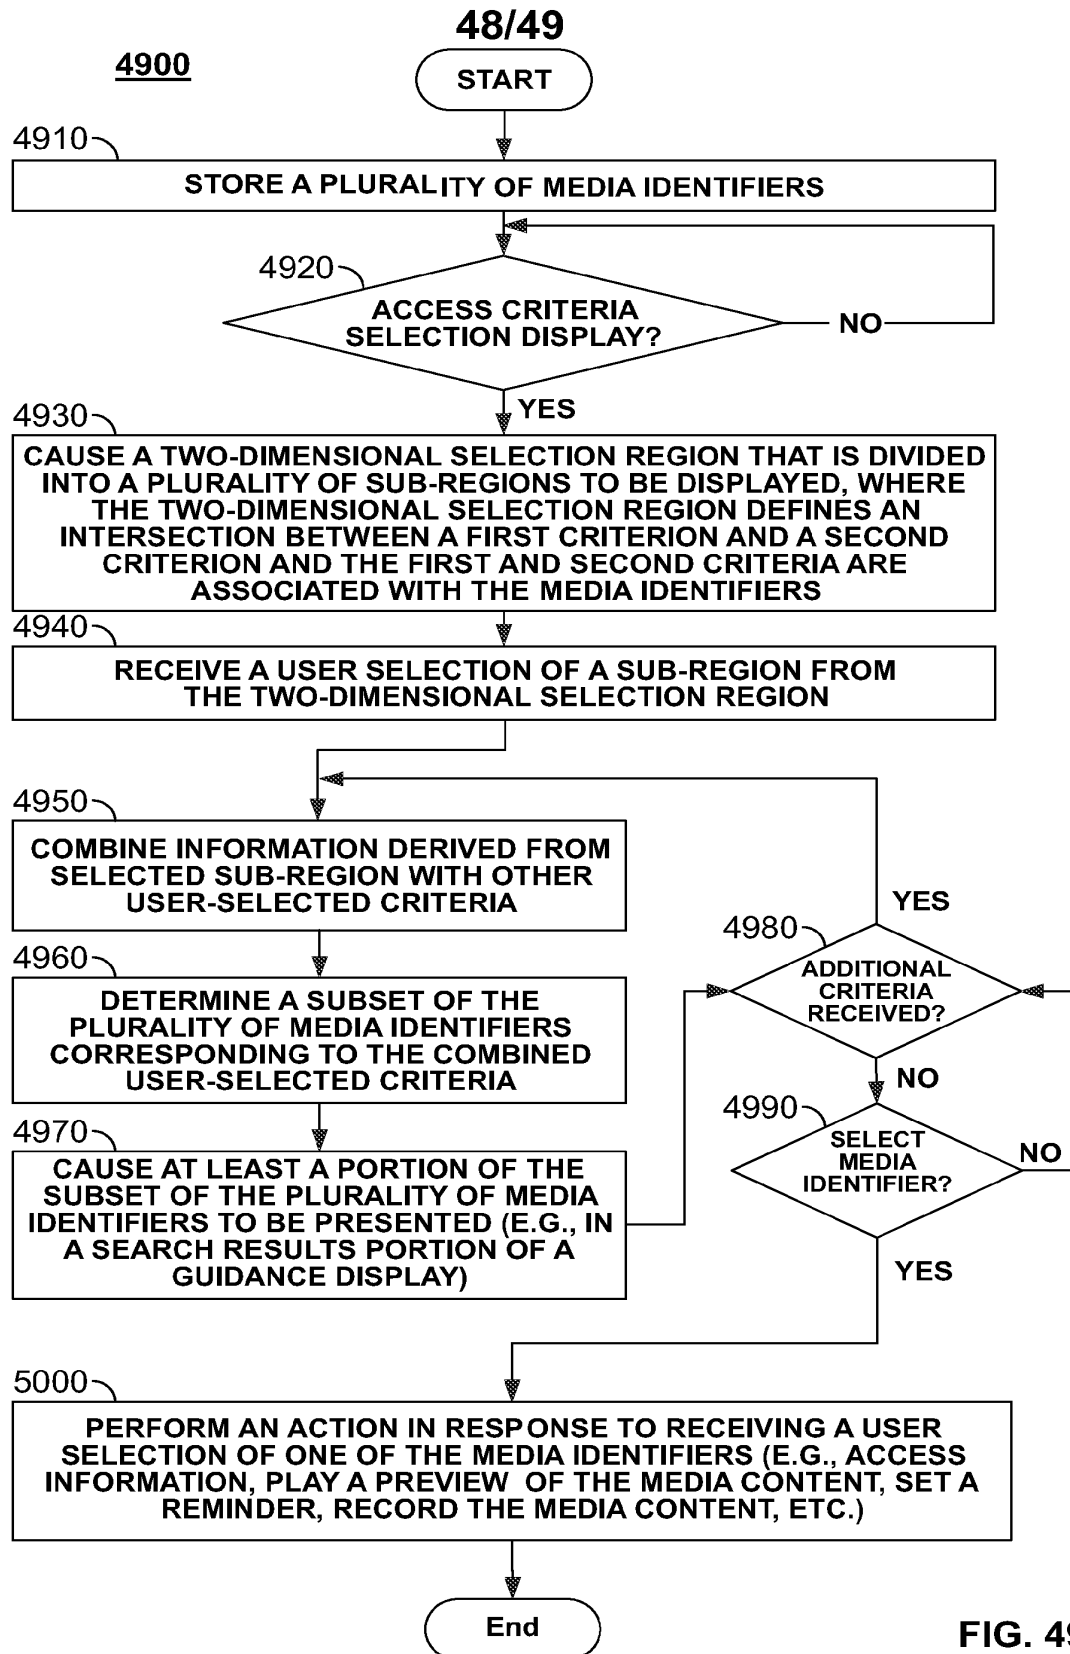 48/49
4900
START
4910
STORE A PLURALITY OF MEDIA IDENTIFIERS
4920
ACCESS CRITERIA
SELECTION DISPLAY?
NO
YES
4930
CAUSE A TWO-DIMENSIONAL SELECTION REGION THAT IS DIVIDED
INTO A PLURALITY OF SUB-REGIONS TO BE DISPLAYED, WHERE
THE TWO-DIMENSIONAL SELECTION REGION DEFINES AN
INTERSECTION BETWEEN A FIRST CRITERION AND A SECOND
CRITERION AND THE FIRST AND SECOND CRITERIA ARE
ASSOCIATED WITH THE MEDIA IDENTIFIERS
4940
RECEIVE A USER SELECTION OF A SUB-REGION FROM
THE TWO-DIMENSIONAL SELECTION REGION
4950
COMBINE INFORMATION DERIVED FROM
SELECTED SUB-REGION WITH OTHER
USER-SELECTED CRITERIA
4960
DETERMINE A SUBSET OF THE
PLURALITY OF MEDIA IDENTIFIERS
CORRESPONDING TO THE COMBINED
USER-SELECTED CRITERIA
4970
CAUSE AT LEAST A PORTION OF THE
SUBSET OF THE PLURALITY OF MEDIA
IDENTIFIERS TO BE PRESENTED (E.G., IN
A SEARCH RESULTS PORTION OF A
GUIDANCE DISPLAY)
YES
4980
ADDITIONAL
CRITERIA
RECEIVED?
NO
4990
SELECT
MEDIA
IDENTIFIER?
NO
YES
5000
PERFORM AN ACTION IN RESPONSE TO RECEIVING A USER
SELECTION OF ONE OF THE MEDIA IDENTIFIERS (E.G., ACCESS
INFORMATION, PLAY A PREVIEW OF THE MEDIA CONTENT, SET A
REMINDER, RECORD THE MEDIA CONTENT, ETC.)
End
FIG. 49